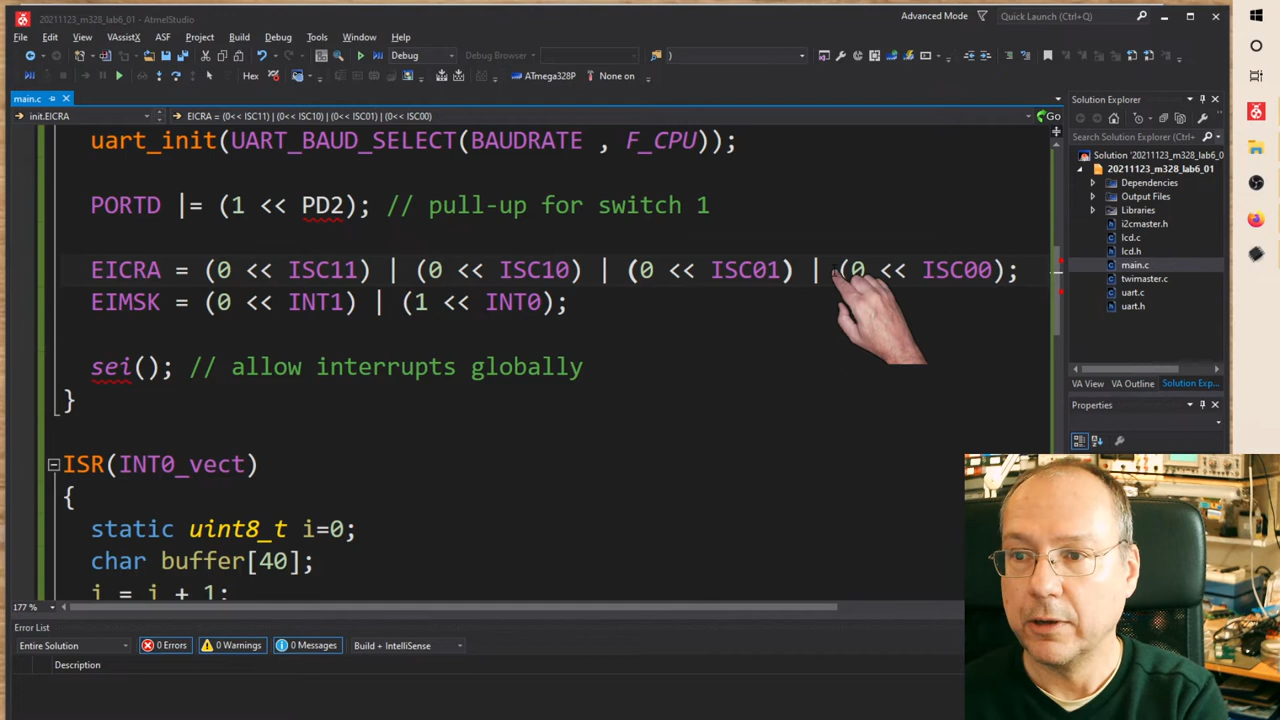 20211123_m328_lab6_01 - AtmelStudio
Advanced Mode
Quick Launch (Ctrl+Q)
File Edit View VAssistX ASF Project Build Debug Tools Window Help
Debug
Debug Browser
)
Hex
ATmega328P
None on
main.c
Solution Explorer
init.EICRA
EICRA = (0<< ISC11) | (0<< ISC10) | (0<< ISC01) | (0<< ISC00)
Go
uart_init(UART_BAUD_SELECT(BAUDRATE , F_CPU));
PORTD |= (1 << PD2); // pull-up for switch 1
EICRA = (0 << ISC11) | (0 << ISC10) | (0 << ISC01) | (0 << ISC00);
EIMSK = (0 << INT1) | (1 << INT0);
sei(); // allow interrupts globally
}
ISR(INT0_vect)
{
static uint8_t i=0;
char buffer[40];
i = i + 1;
Search Solution Explorer (Ctrl+
Solution '20211123_m328_lab6_0
20211123_m328_lab6_01
Dependencies
Output Files
Libraries
i2cmaster.h
lcd.c
lcd.h
main.c
twimaster.c
uart.c
uart.h
VA View VA Outline Solution Exp...
Properties
177 %
Error List
Entire Solution
0 Errors
0 Warnings
0 Messages
Build + IntelliSense
Description